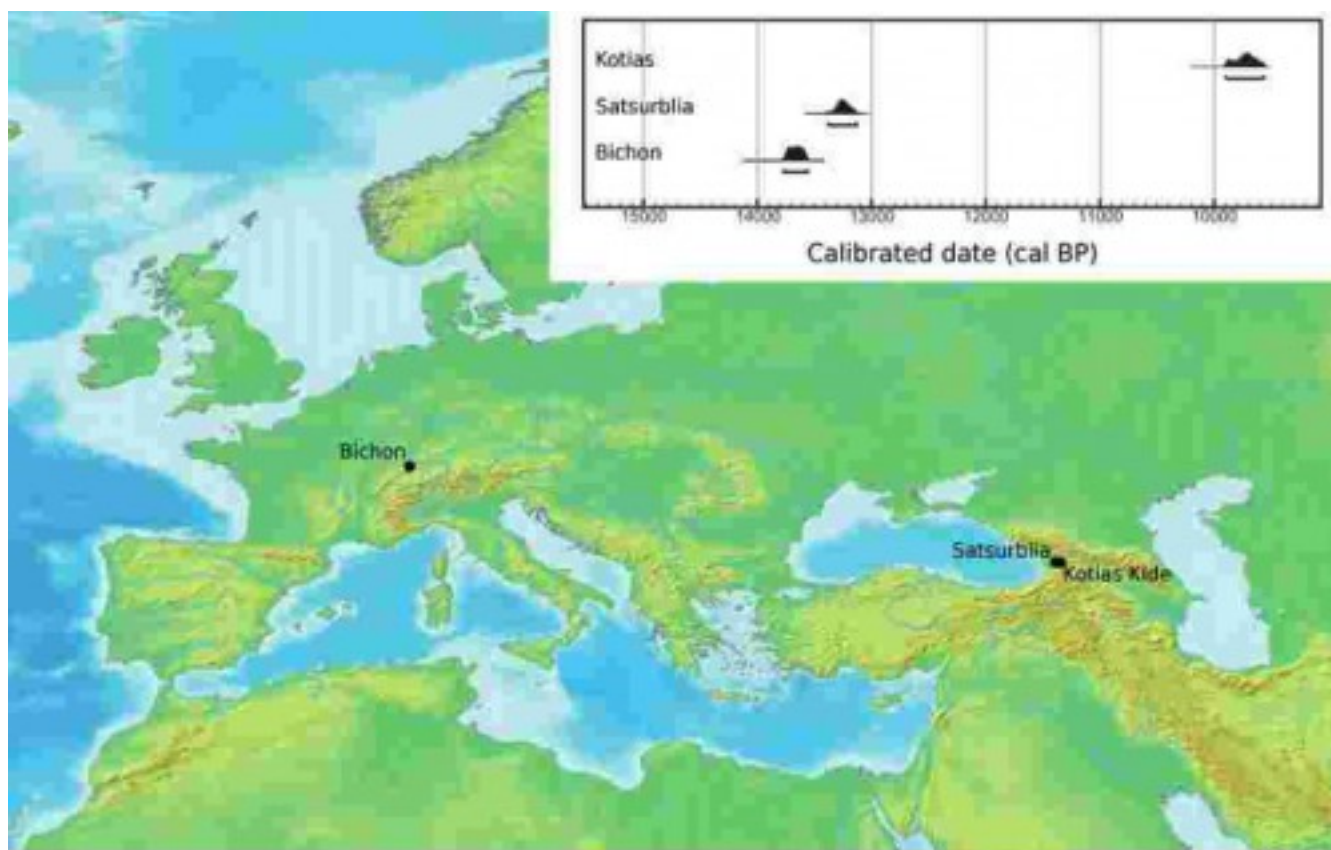 Kotias
Satsurblia
Bichon
15000 14000 13000 12000 11000 10000
Calibrated date (cal BP)
Bichon
Satsurblia
Kotias Klde